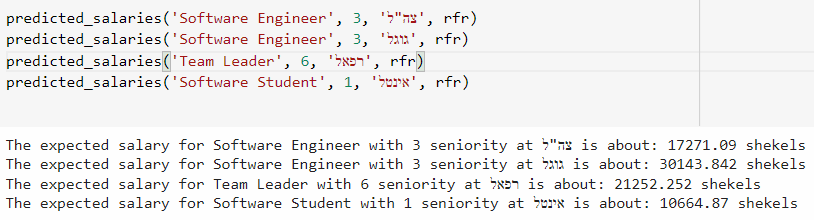 predicted_salaries('Software Engineer', 3, 'צה"ל', rfr)
predicted_salaries('Software Engineer', 3, 'גוגל', rfr)
predicted_salaries('Team Leader', 6, 'רפאל', rfr)
predicted_salaries('Software Student', 1, 'אינטל', rfr)
The expected salary for Software Engineer with 3 seniority at צה"ל is about: 17271.09 shekels
The expected salary for Software Engineer with 3 seniority at גוגל is about: 30143.842 shekels
The expected salary for Team Leader with 6 seniority at רפאל is about: 21252.252 shekels
The expected salary for Software Student with 1 seniority at אינטל is about: 10664.87 shekels